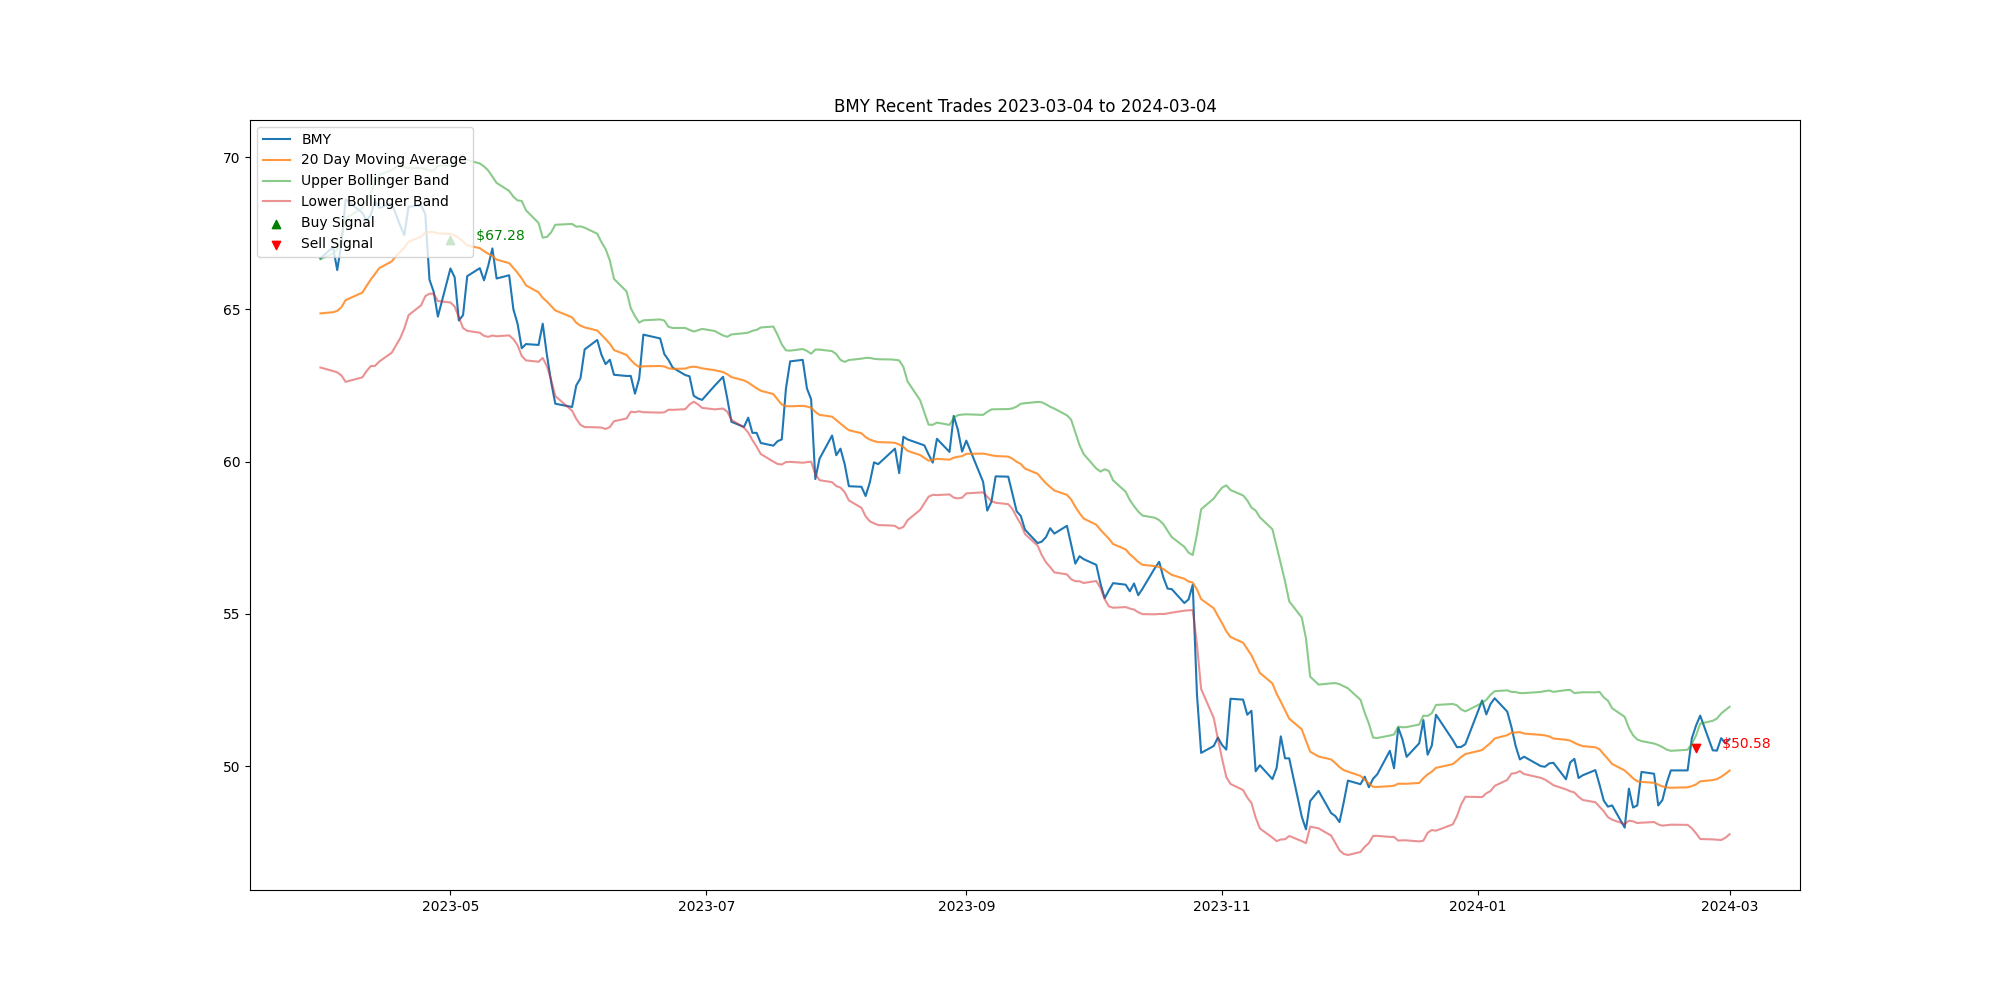 BMY Recent Trades 2023-03-04 to 2024-03-04
BMY
20 Day Moving Average
Upper Bollinger Band
Lower Bollinger Band
Buy Signal
Sell Signal
$67.28
$50.58
70
65
60
55
50
2023-05
2023-07
2023-09
2023-11
2024-01
2024-03